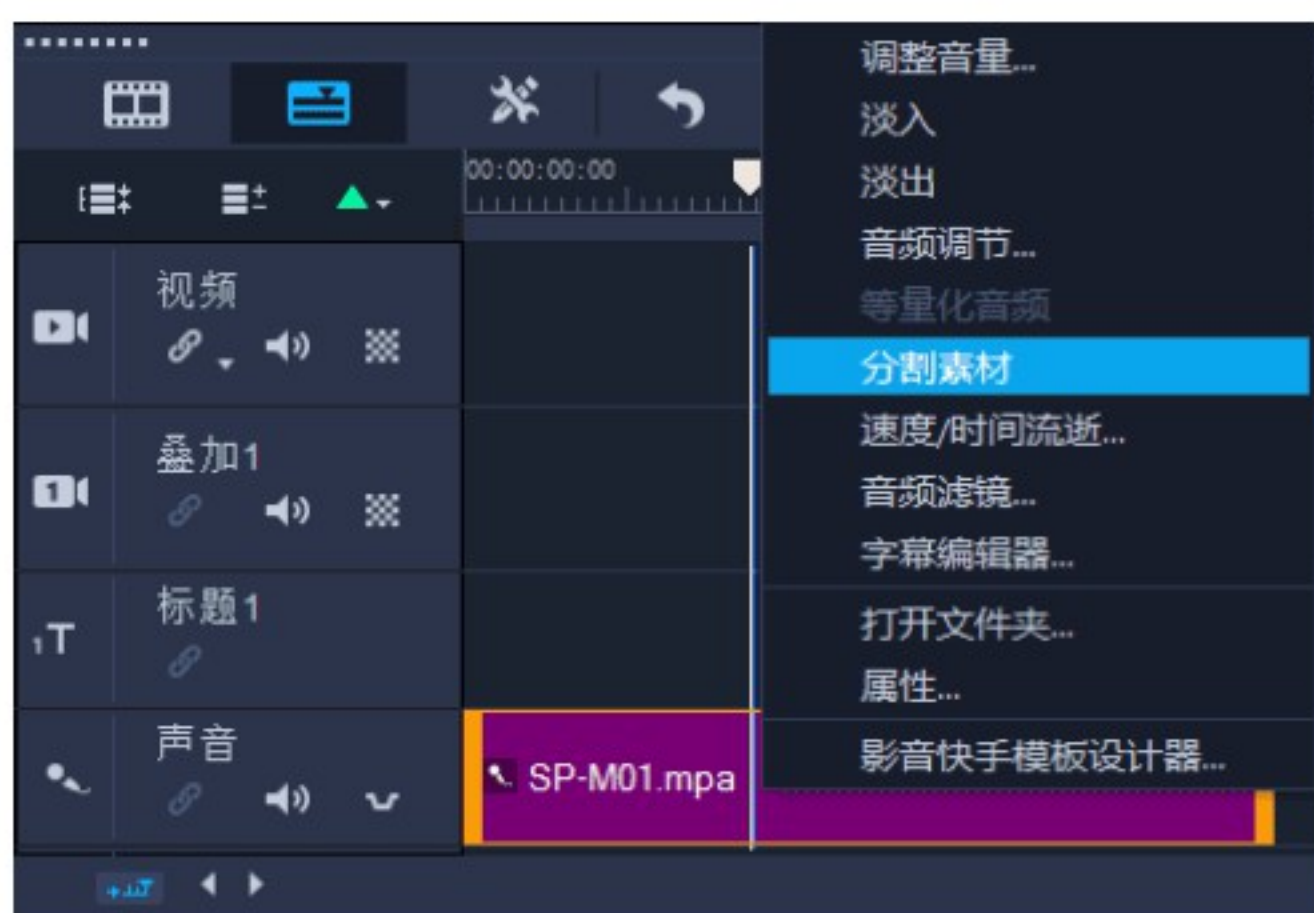 调整音量...
淡入
淡出
音频调节...
等量化音频
分割素材
速度/时间流逝...
音频滤镜...
字幕编辑器...
打开文件夹...
属性...
影音快手模板设计器...
00:00:00:00
视频
叠加1
1
标题1
1T
声音
SP-M01.mpa